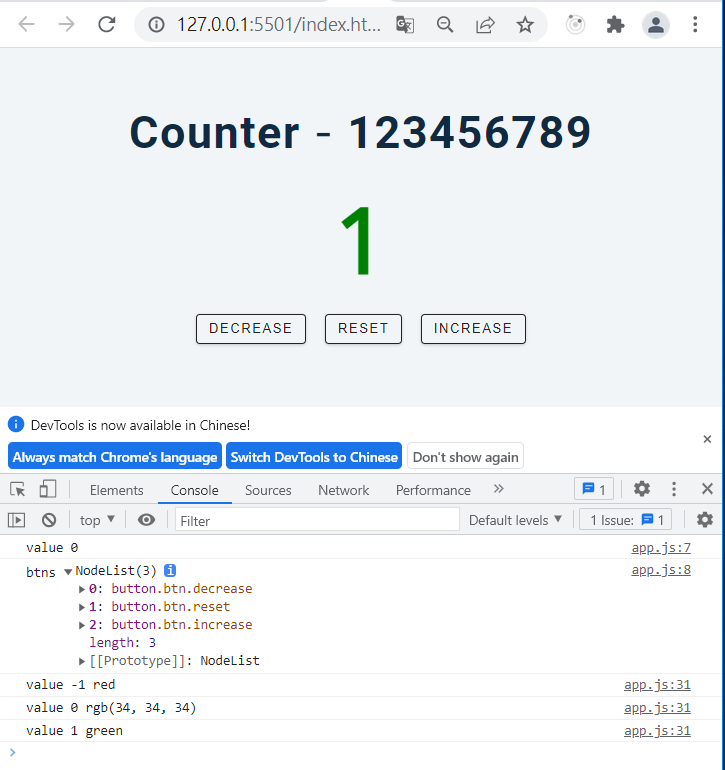 127.0.0.1:5501/index.ht...
Counter - 123456789
1
DECREASE RESET INCREASE
DevTools is now available in Chinese!
Always match Chrome's language Switch DevTools to Chinese Don't show again
Elements Console Sources Network Performance 1
top Filter Default levels 1 Issue: 1
value 0 app.js:7
btns NodeList(3) i app.js:8
0: button.btn.decrease
1: button.btn.reset
2: button.btn.increase
length: 3
[[Prototype]]: NodeList
value -1 red app.js:31
value 0 rgb(34, 34, 34) app.js:31
value 1 green app.js:31